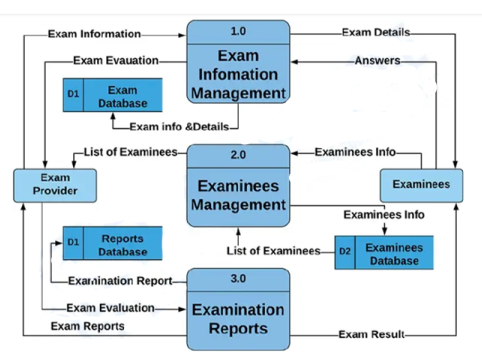 Exam Information
1.0
Exam Details
Exam Evauation
Exam
Infomation
Management
Answers
D1
Exam
Database
Exam info &Details
List of Examinees
2.0
Examinees Info
Exam
Provider
Examinees
Management
Examinees
Examinees Info
D1
Reports
Database
List of Examinees
D2
Examinees
Database
Examination Report
3.0
Exam Evaluation
Examination
Reports
Exam Reports
Exam Result